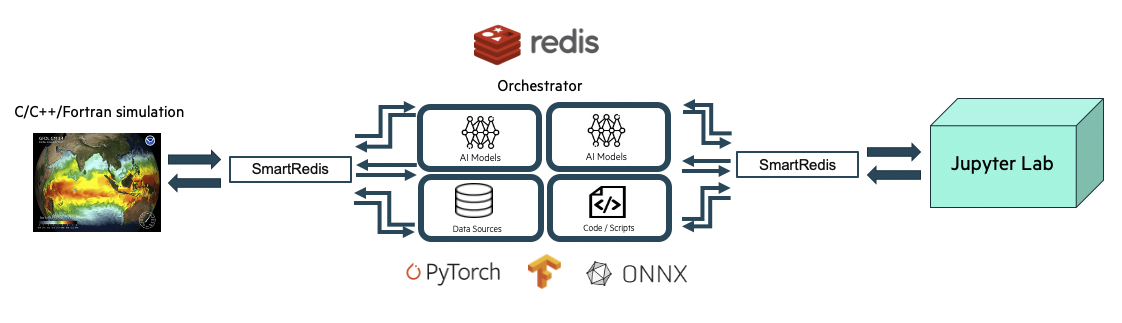 redis
Orchestrator
C/C++/Fortran simulation
SmartRedis
AI Models
AI Models
Data Sources
Code / Scripts
SmartRedis
Jupyter Lab
PyTorch
ONNX